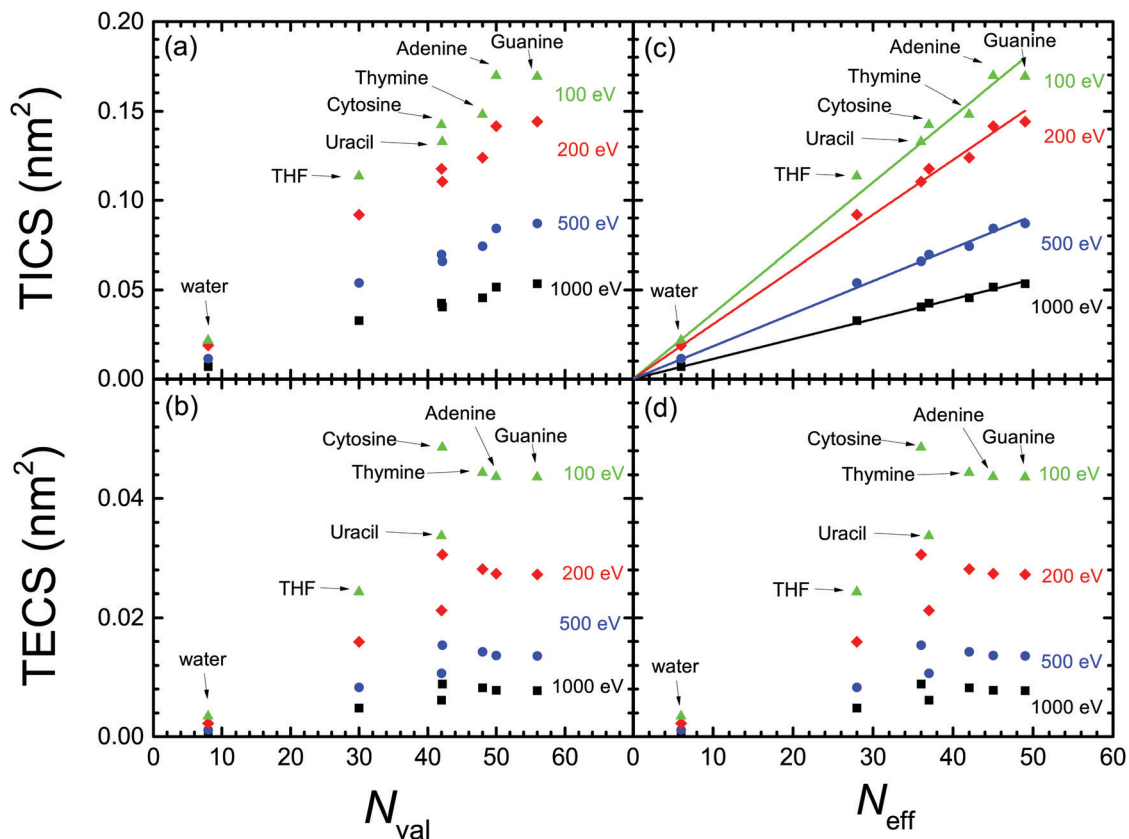 TICS (nm²)
0.20
0.15
0.10
0.05
0.00
(a)
Adenine
Guanine
100 eV
Thymine
Cytosine
Uracil
200 eV
THF
500 eV
1000 eV
water
(c)
Adenine
Guanine
100 eV
Thymine
Cytosine
Uracil
200 eV
THF
500 eV
water
1000 eV
TECS (nm²)
0.04
0.02
0.00
(b)
Adenine
Cytosine
Guanine
Thymine
100 eV
Uracil
200 eV
THF
500 eV
water
1000 eV
(d)
Adenine
Cytosine
Guanine
Thymine
100 eV
Uracil
200 eV
THF
500 eV
water
1000 eV
0 10 20 30 40 50 60 0 10 20 30 40 50 60
Nval
Neff